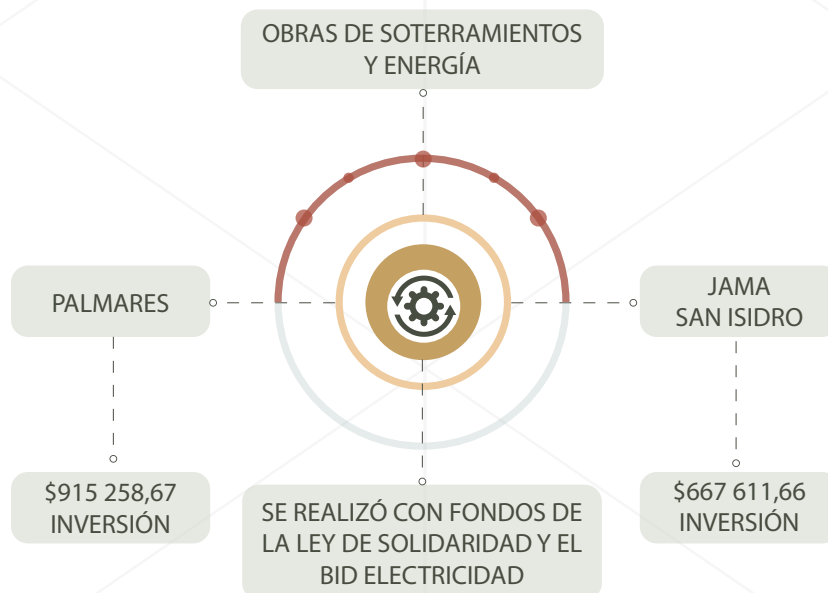 OBRAS DE SOTERRAMIENTOS
Y ENERGÍA
PALMARES
JAMA
SAN ISIDRO
$915 258,67
INVERSIÓN
SE REALIZÓ CON FONDOS DE
LA LEY DE SOLIDARIDAD Y EL
BID ELECTRICIDAD
$667 611,66
INVERSIÓN